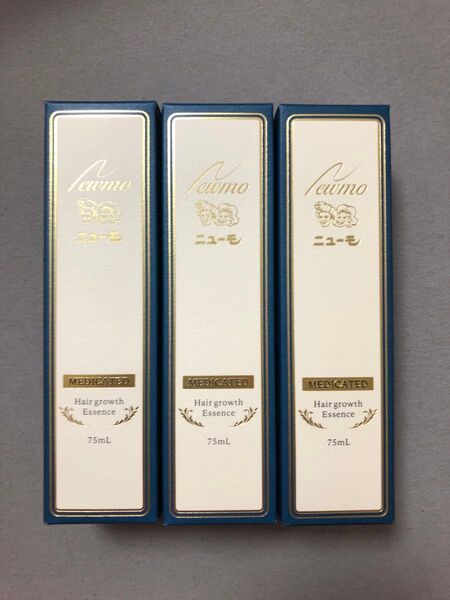 Newmo
ニューモ
MEDICATED
Hair growth
Essence
75mL
Newmo
ニューモ
MEDICATED
Hair growth
Essence
75mL
Newmo
ニューモ
MEDICATED
Hair growth
Essence
75mL